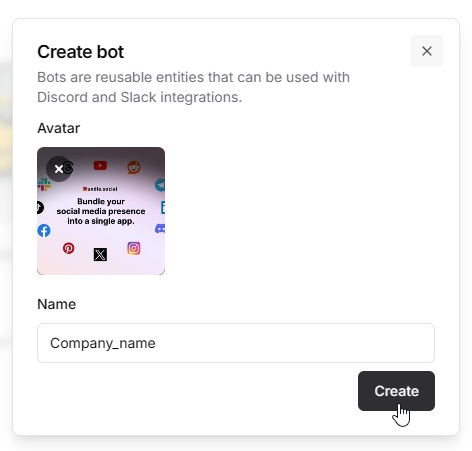 Create bot
Bots are reusable entities that can be used with
Discord and Slack integrations.
Avatar
undle.social
Bundle your
social media presence
into a single app.
Name
Company_name
Create